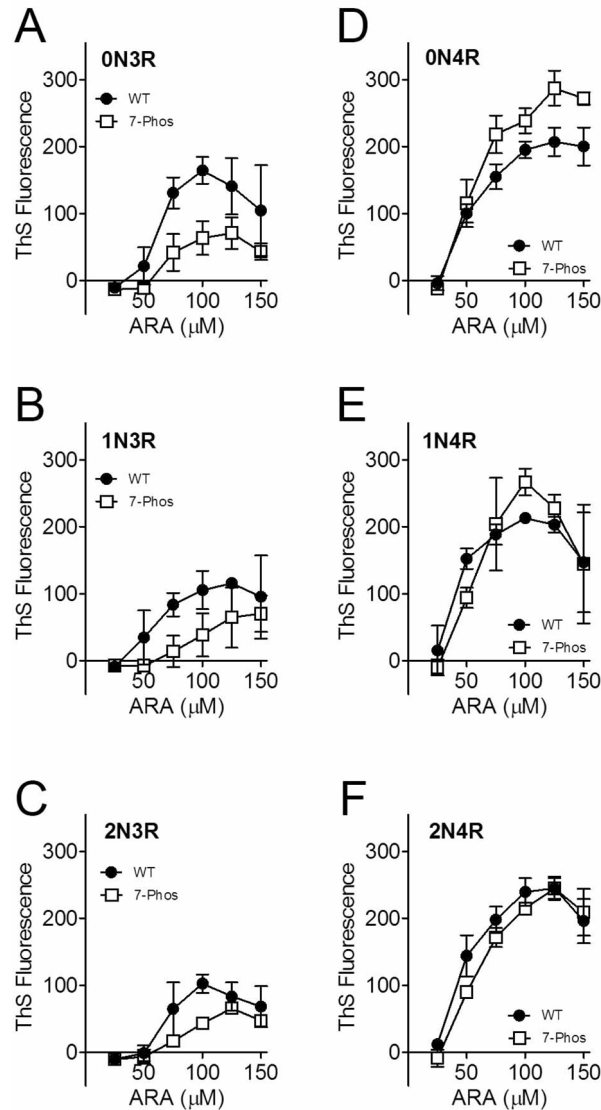 A
0N3R
WT
7-Phos
ThS Fluorescence
300
200
100
0
50
100
150
ARA (μM)
D
0N4R
WT
7-Phos
ThS Fluorescence
300
200
100
0
50
100
150
ARA (μM)
B
1N3R
WT
7-Phos
ThS Fluorescence
300
200
100
0
50
100
150
ARA (μM)
E
1N4R
WT
7-Phos
ThS Fluorescence
300
200
100
0
50
100
150
ARA (μM)
C
2N3R
WT
7-Phos
ThS Fluorescence
300
200
100
0
50
100
150
ARA (μM)
F
2N4R
WT
7-Phos
ThS Fluorescence
300
200
100
0
50
100
150
ARA (μM)